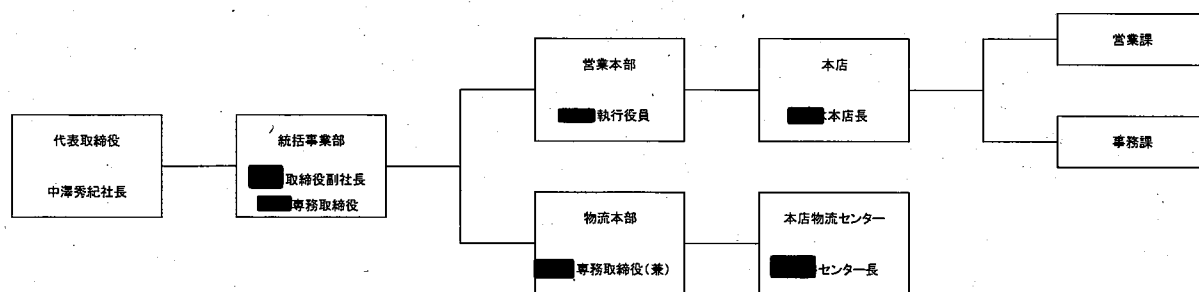 代表取締役
中澤秀紀社長
統括事業部
取締役副社長
専務取締役
営業本部
執行役員
本店
本店長
営業課
事務課
物流本部
専務取締役(兼)
本店物流センター
センター長